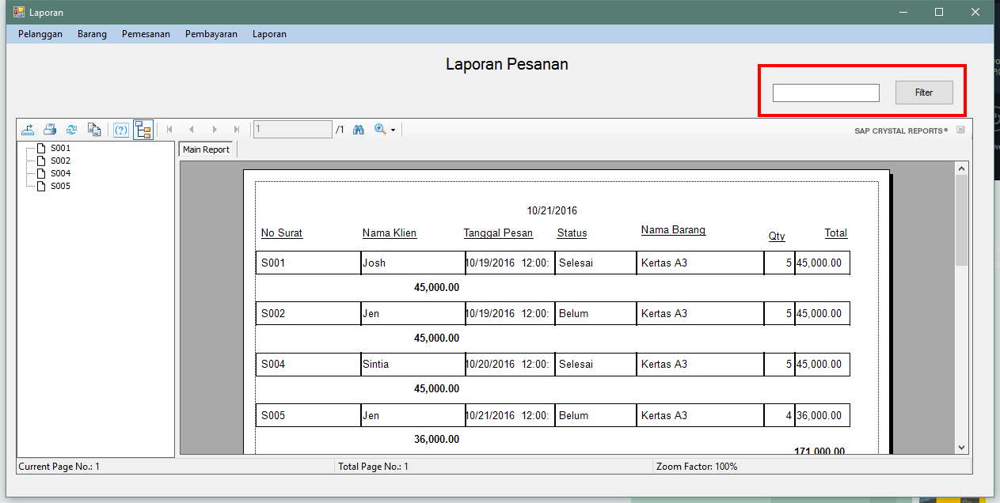 Laporan
Pelanggan Barang Pemesanan Pembayaran Laporan
Laporan Pesanan
Filter
1 /1 SAP CRYSTAL REPORTS®
S001
S002
S004
S005
Main Report
10/21/2016
No Surat Nama Klien Tanggal Pesan Status Nama Barang Qty Total
S001 Josh 10/19/2016 12:00: Selesai Kertas A3 5 45,000.00
45,000.00
S002 Jen 10/19/2016 12:00: Belum Kertas A3 5 45,000.00
45,000.00
S004 Sintia 10/20/2016 12:00: Selesai Kertas A3 5 45,000.00
45,000.00
S005 Jen 10/21/2016 12:00: Belum Kertas A3 4 36,000.00
36,000.00
171,000.00
Current Page No.: 1 Total Page No.: 1 Zoom Factor: 100%